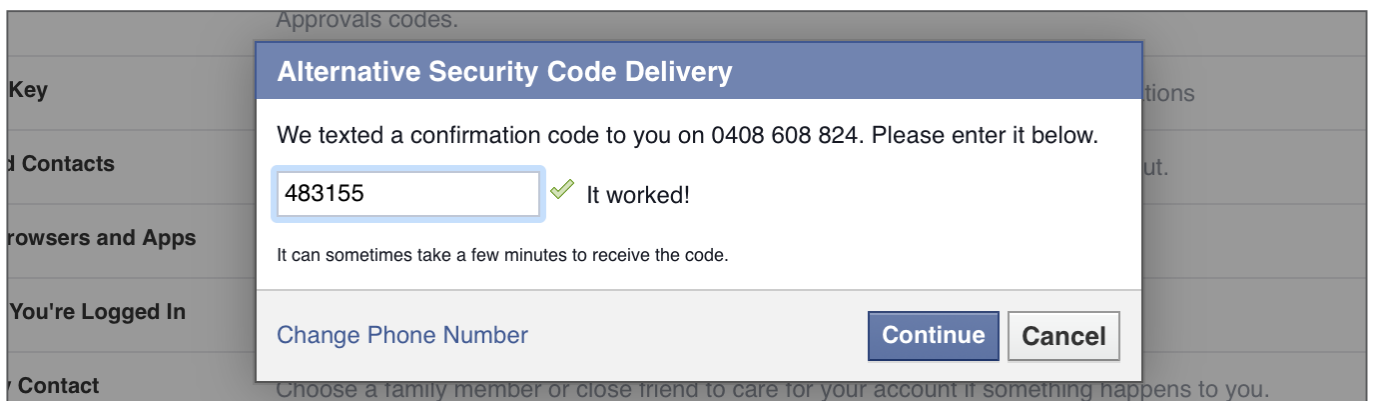 Approvals codes.
Alternative Security Code Delivery
Key
tions
We texted a confirmation code to you on 0408 608 824. Please enter it below.
d Contacts
ut.
483155
It worked!
rowsers and Apps
It can sometimes take a few minutes to receive the code.
You're Logged In
Change Phone Number
Continue
Cancel
y Contact
Choose a family member or close friend to care for your account if something happens to you.